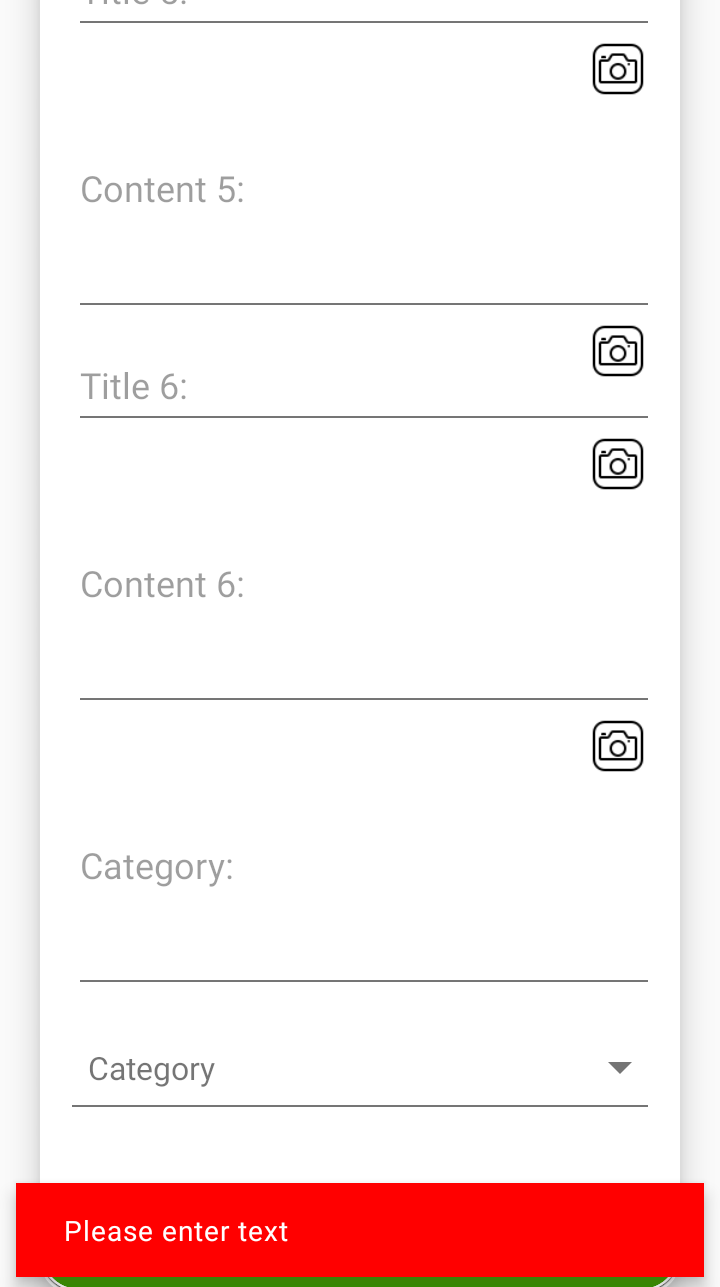 Content 5:
Title 6:
Content 6:
Category:
Category
Please enter text